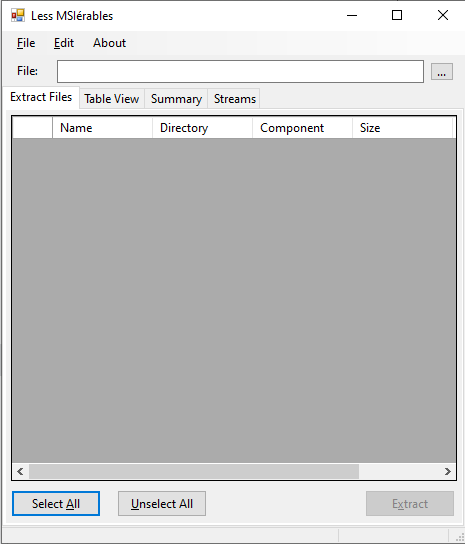 Less MSIérables
File Edit About
File: ...
Extract Files Table View Summary Streams
Name Directory Component Size
Select All Unselect All Extract